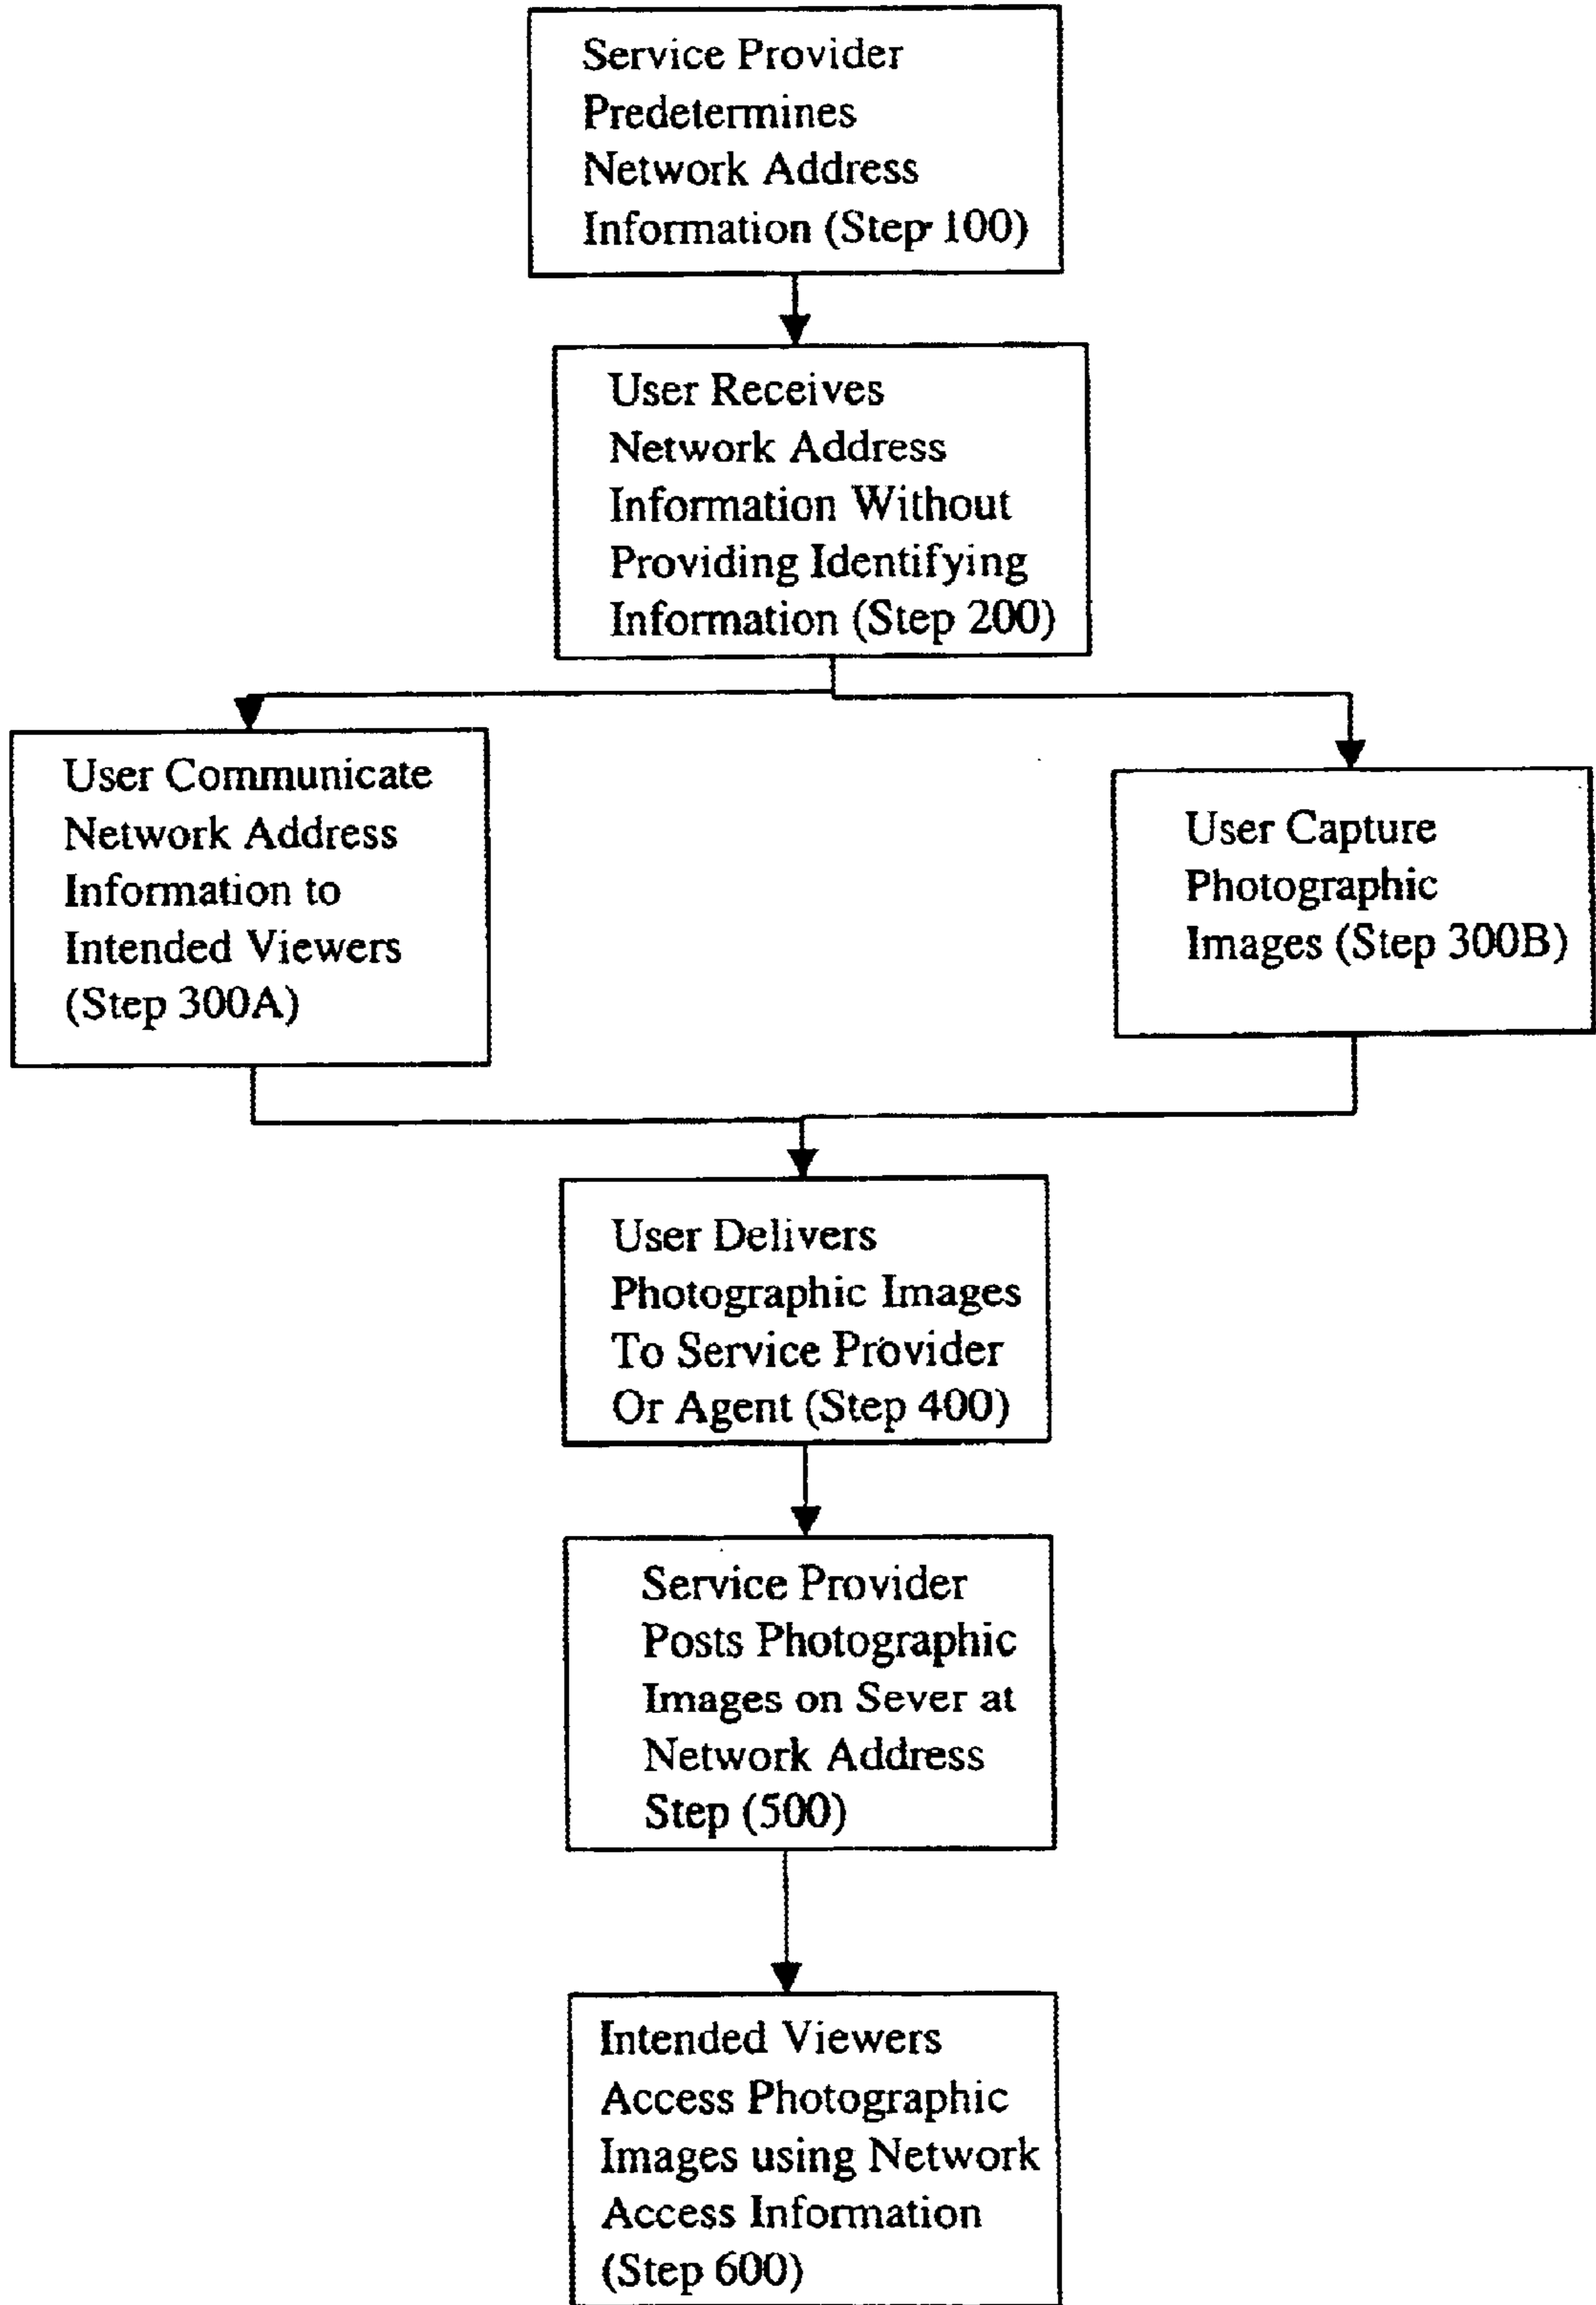 Service Provider
Predetermines
Network Address
Information (Step 100)
User Receives
Network Address
Information Without
Providing Identifying
Information (Step 200)
User Communicate
Network Address
Information to
Intended Viewers
(Step 300A)
User Capture
Photographic
Images (Step 300B)
User Delivers
Photographic Images
To Service Provider
Or Agent (Step 400)
Service Provider
Posts Photographic
Images on Sever at
Network Address
Step (500)
Intended Viewers
Access Photographic
Images using Network
Access Information
(Step 600)